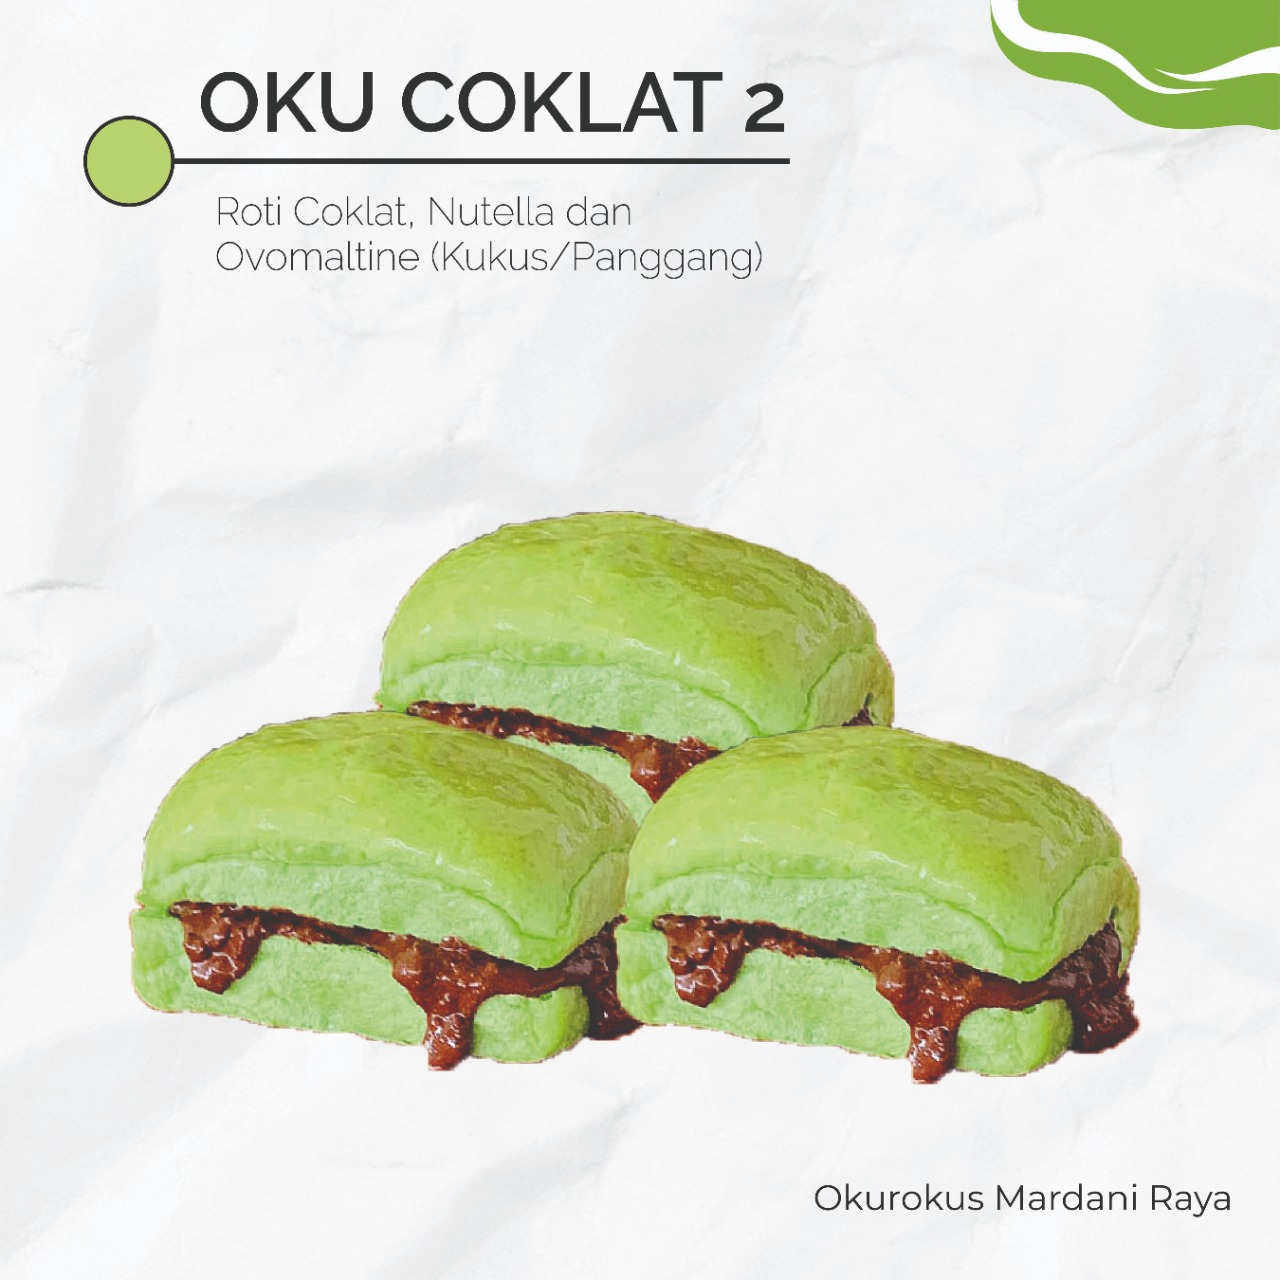 OKU COKLAT 2
Roti Coklat, Nutella dan
Ovomaltine (Kukus/Panggang)
Okurokus Mardani Raya